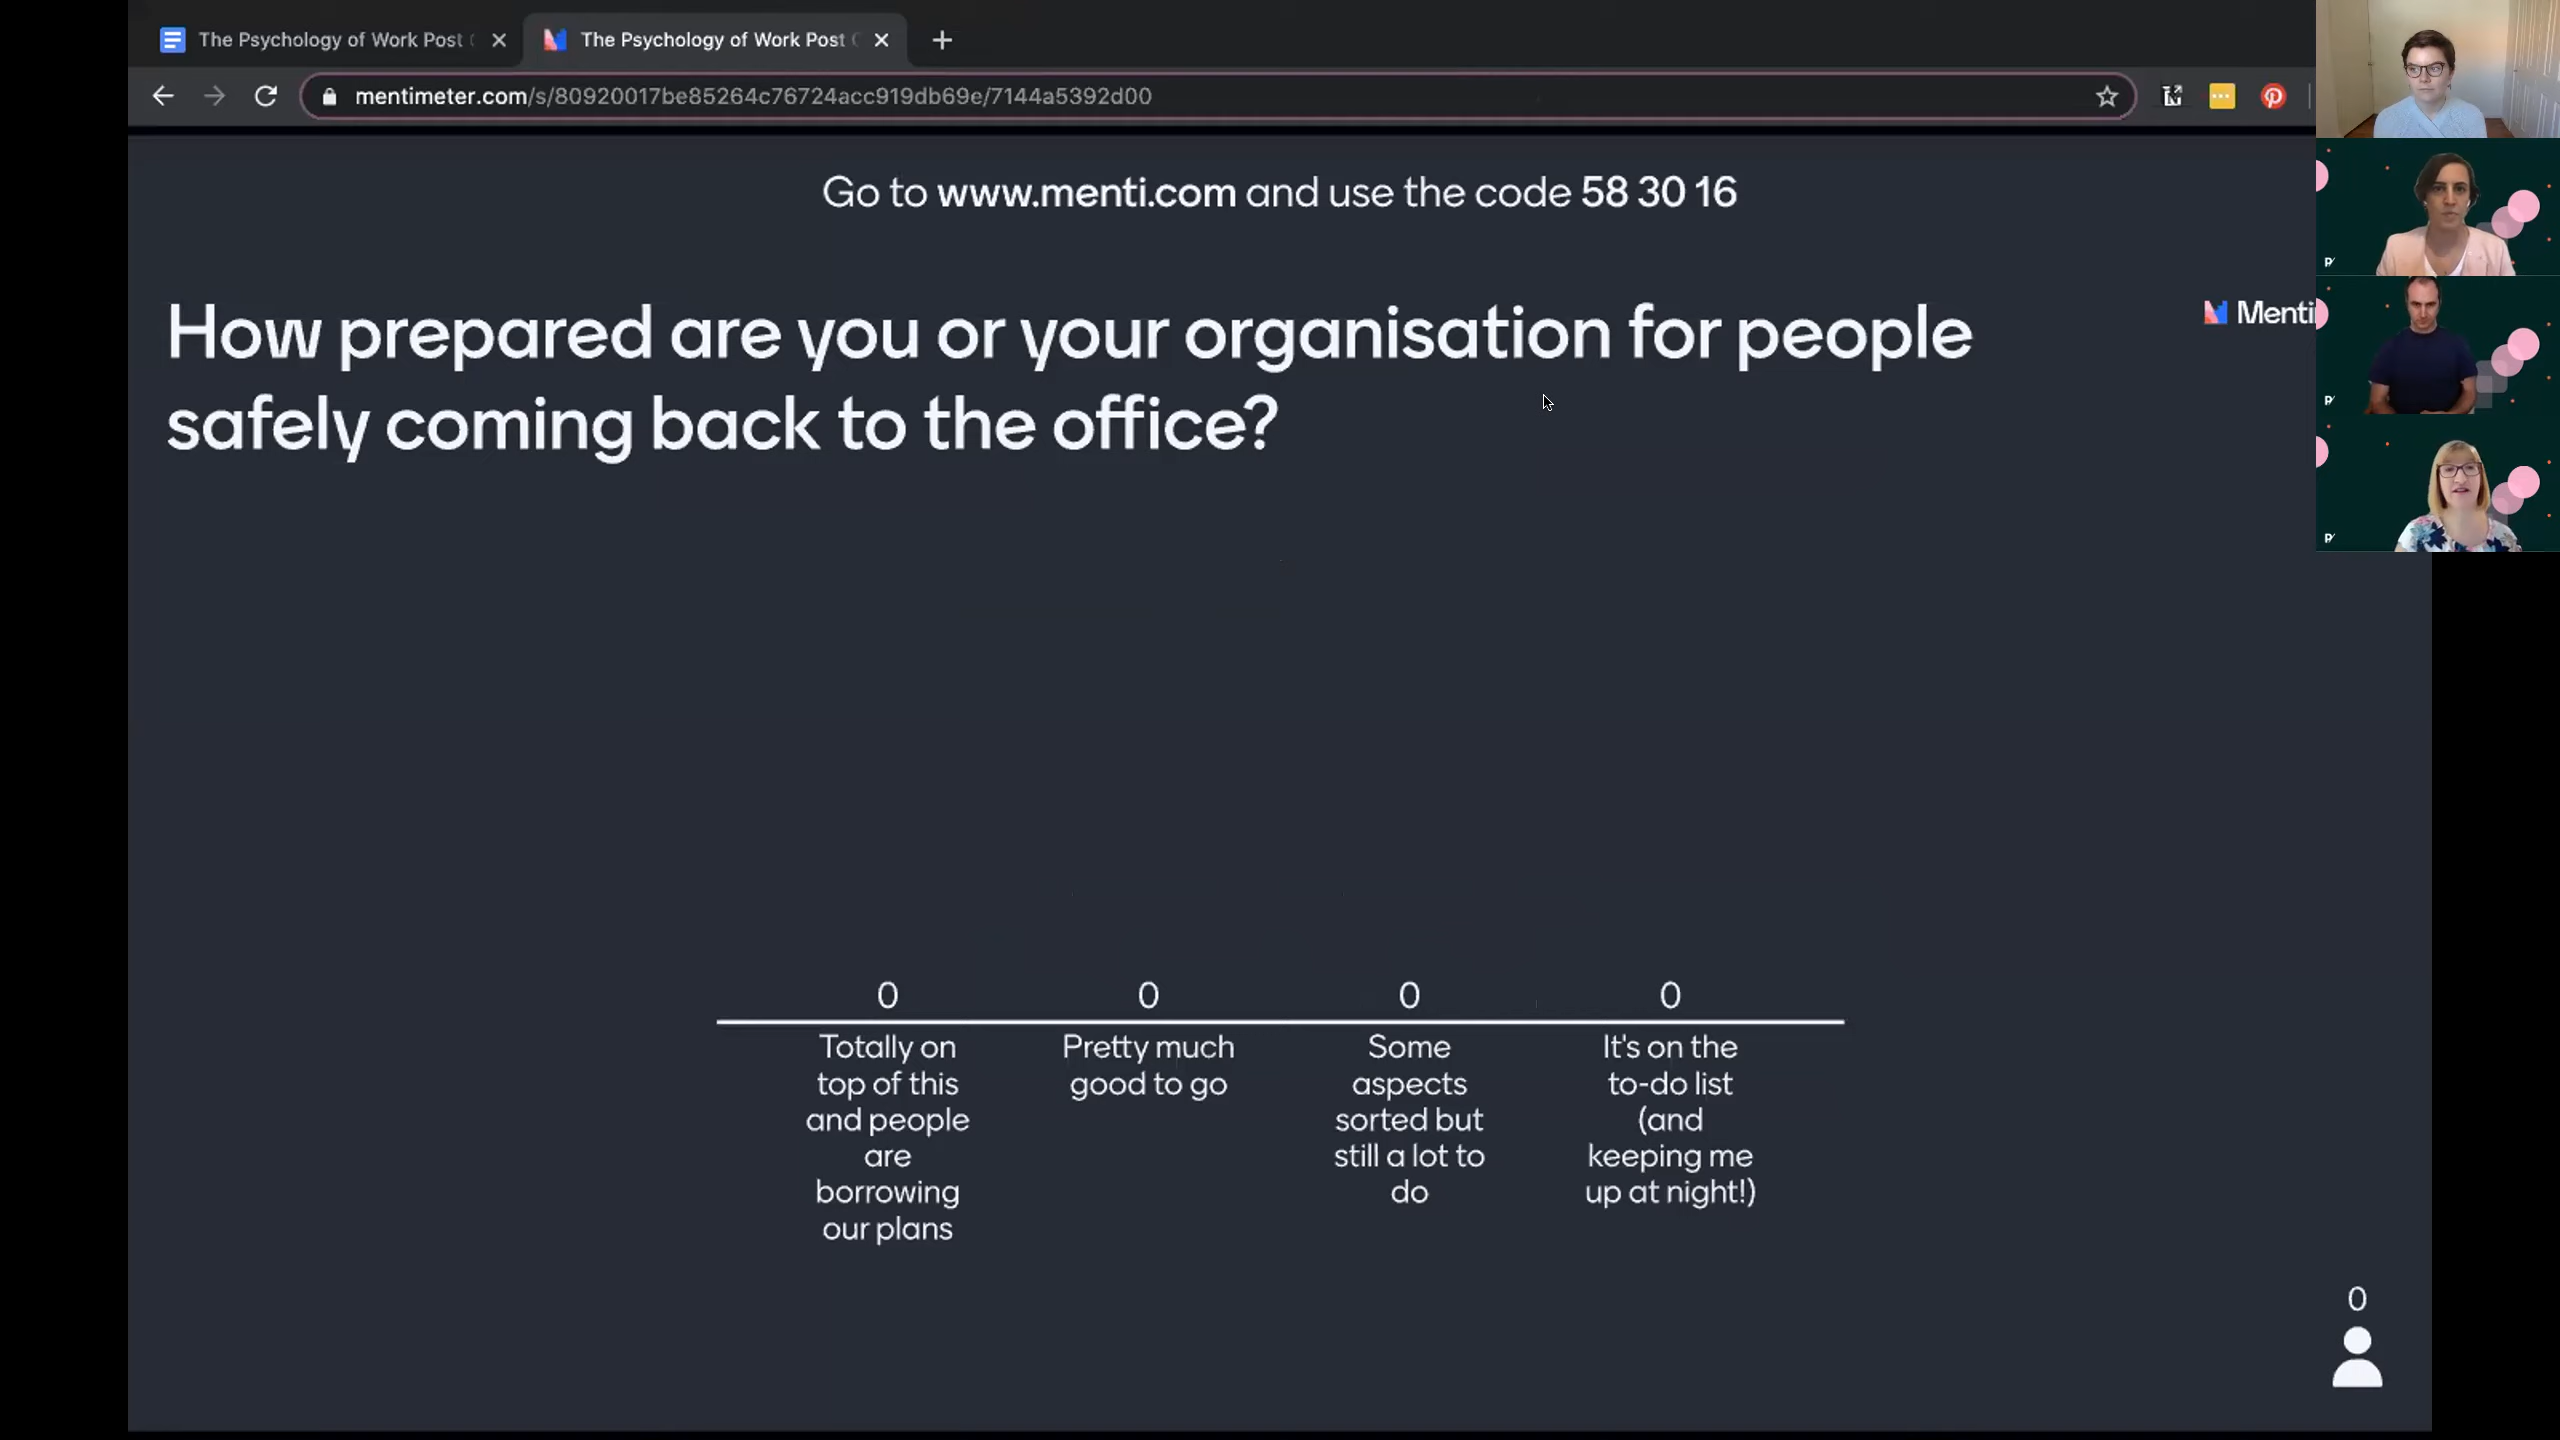 The Psychology of Work Post
The Psychology of Work Post
mentimeter.com/s/80920017be85264c76724acc919db69e/7144a5392d00
Go to www.menti.com and use the code 58 30 16
How prepared are you or your organisation for people
safely coming back to the office?
Menti
0
0
0
0
Totally on
top of this
and people
are
borrowing
our plans
Pretty much
good to go
Some
aspects
sorted but
still a lot to
do
It's on the
to-do list
(and
keeping me
up at night!)
0